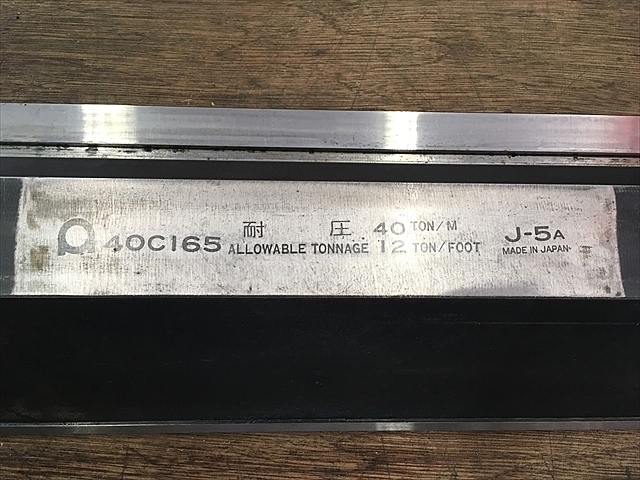 40C165 耐圧 40 TON/M J-5A
ALLOWABLE TONNAGE 12 TON/FOOT MADE IN JAPAN